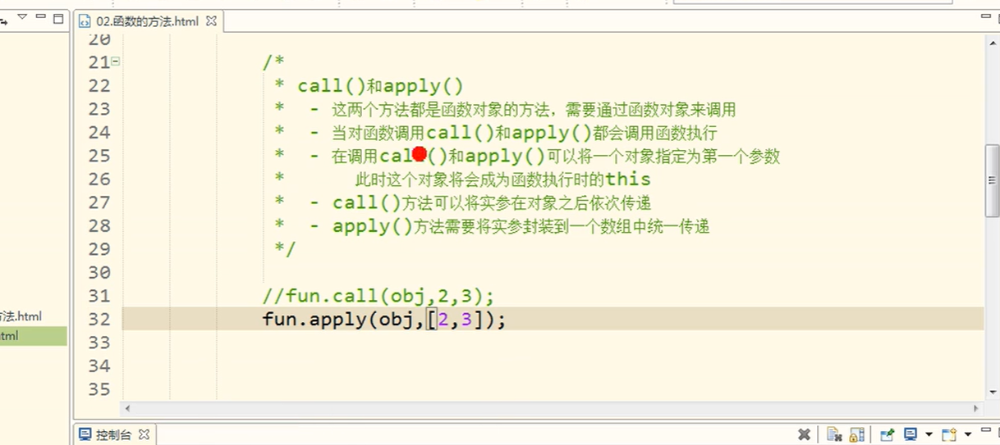 02.函数的方法.html
20
21 /*
22 * call()和apply()
23 * - 这两个方法都是函数对象的方法，需要通过函数对象来调用
24 * - 当对函数调用call()和apply()都会调用函数执行
25 * - 在调用call()和apply()可以将一个对象指定为第一个参数
26 * 此时这个对象将会成为函数执行时的this
27 * - call()方法可以将实参在对象之后依次传递
28 * - apply()方法需要将实参封装到一个数组中统一传递
29 */
30
31 //fun.call(obj,2,3);
32 fun.apply(obj,[2,3]);
33
34
35
法.html
tml
控制台